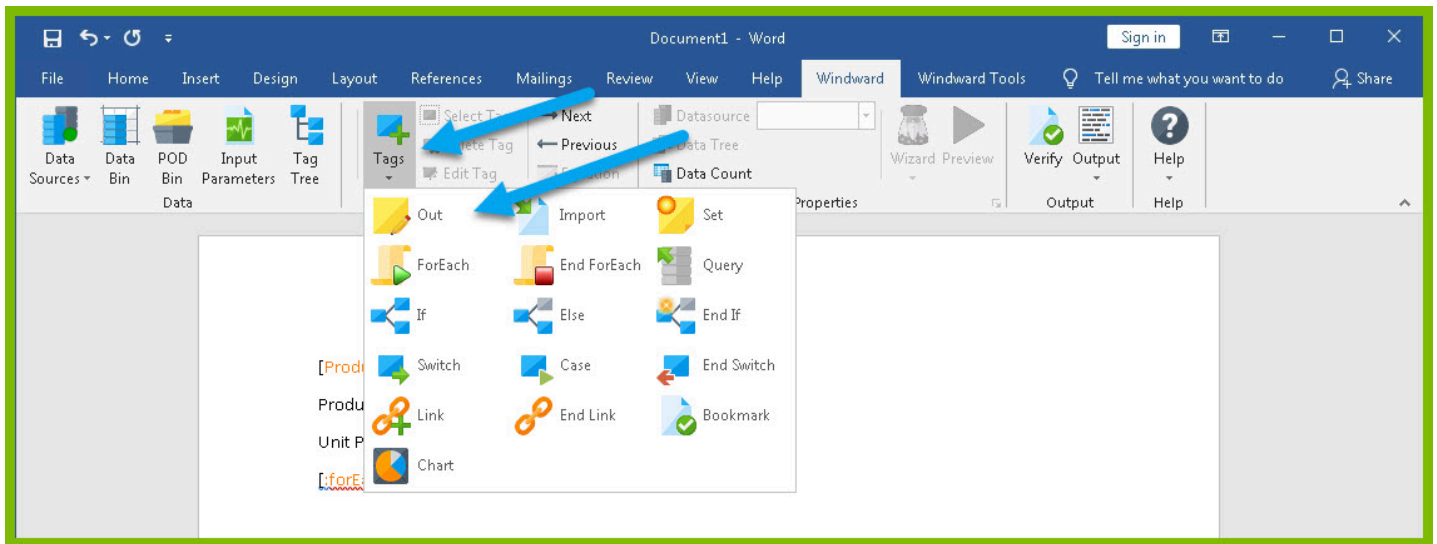 Document1 - Word
Sign in
File Home Insert Design Layout References Mailings Review View Help Windward Windward Tools Tell me what you want to do Share
Data Sources
Data Bin
POD Bin
Input Parameters
Tag Tree
Data
Tags
Select
Tag
Edit Tag
Next
Previous
Datasource
Data Tree
Data Count
Wizard
Preview
Properties
Verify
Output
Output
Help
Help
Out Import Set
ForEach End ForEach Query
If Else End If
Switch Case End Switch
Link End Link Bookmark
Chart